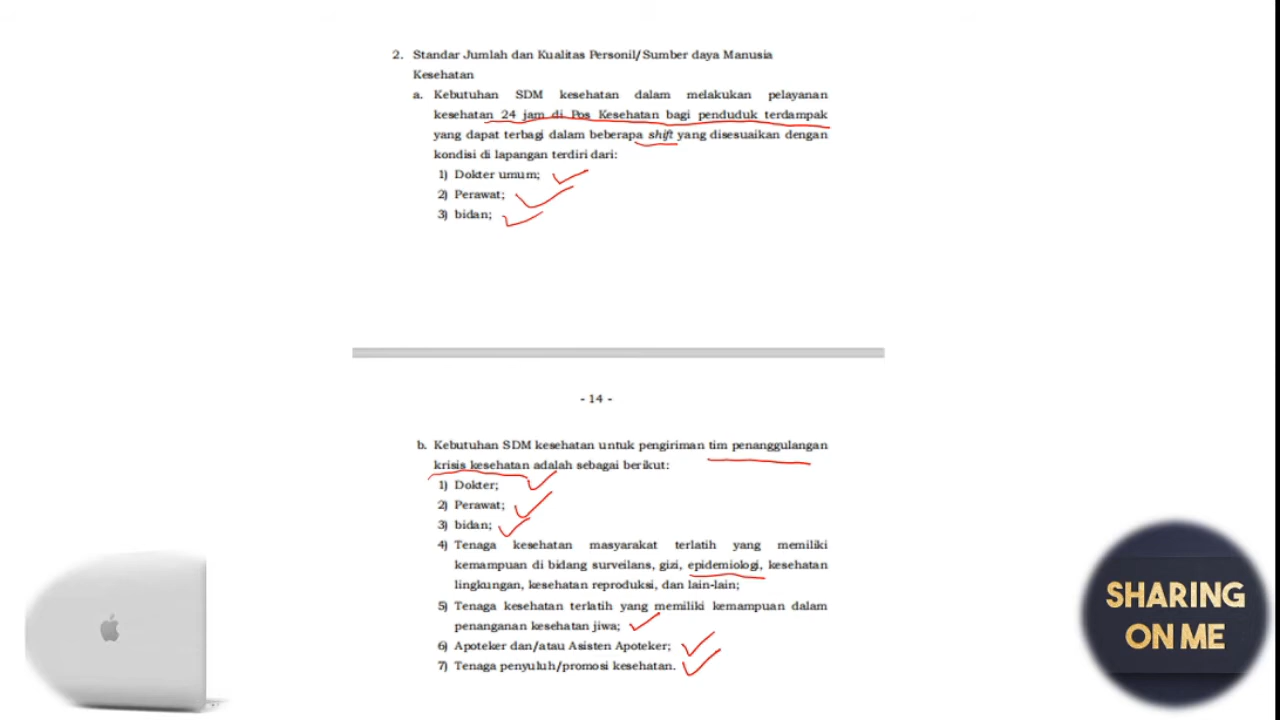 2. Standar Jumlah dan Kualitas Personil/Sumber daya Manusia
Kesehatan
a. Kebutuhan SDM kesehatan dalam melakukan pelayanan
kesehatan 24 jam di Pos Kesehatan bagi penduduk terdampak
yang dapat terbagi dalam beberapa shift yang disesuaikan dengan
kondisi di lapangan terdiri dari:
1) Dokter umum;
2) Perawat;
3) bidan;
- 14 -
b. Kebutuhan SDM kesehatan untuk pengiriman tim penanggulangan
krisis kesehatan adalah sebagai berikut:
1) Dokter;
2) Perawat;
3) bidan;
4) Tenaga kesehatan masyarakat terlatih yang memiliki
kemampuan di bidang surveilans, gizi, epidemiologi, kesehatan
lingkungan, kesehatan reproduksi, dan lain-lain;
5) Tenaga kesehatan terlatih yang memiliki kemampuan dalam
penanganan kesehatan jiwa;
6) Apoteker dan/atau Asisten Apoteker;
7) Tenaga penyuluh/promosi kesehatan.
SHARING
ON ME